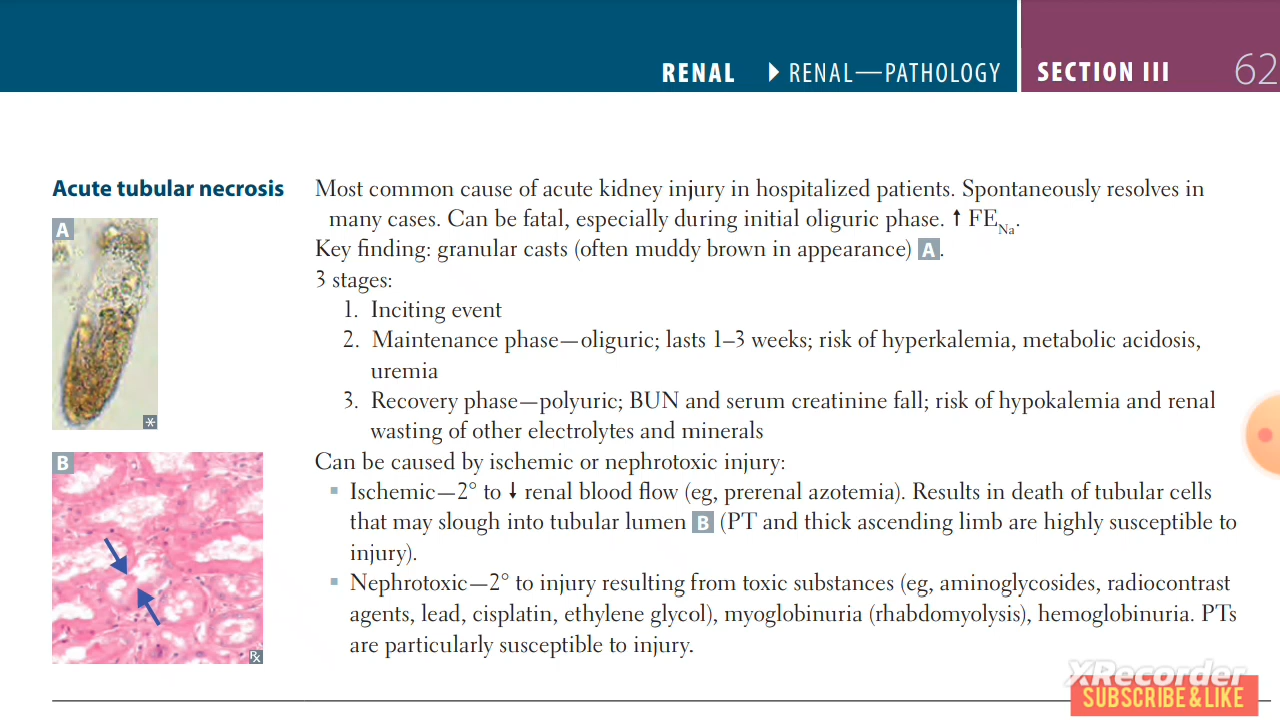 RENAL ▶ RENAL—PATHOLOGY SECTION III 62
Acute tubular necrosis
A
B
Most common cause of acute kidney injury in hospitalized patients. Spontaneously resolves in
many cases. Can be fatal, especially during initial oliguric phase. ↑ FENa.
Key finding: granular casts (often muddy brown in appearance) A.
3 stages:
1. Inciting event
2. Maintenance phase—oliguric; lasts 1–3 weeks; risk of hyperkalemia, metabolic acidosis,
uremia
3. Recovery phase—polyuric; BUN and serum creatinine fall; risk of hypokalemia and renal
wasting of other electrolytes and minerals
Can be caused by ischemic or nephrotoxic injury:
▪ Ischemic—2° to ↓ renal blood flow (eg, prerenal azotemia). Results in death of tubular cells
that may slough into tubular lumen B (PT and thick ascending limb are highly susceptible to
injury).
▪ Nephrotoxic—2° to injury resulting from toxic substances (eg, aminoglycosides, radiocontrast
agents, lead, cisplatin, ethylene glycol), myoglobinuria (rhabdomyolysis), hemoglobinuria. PTs
are particularly susceptible to injury.
℞
XRecorder
SUBSCRIBE & LIKE